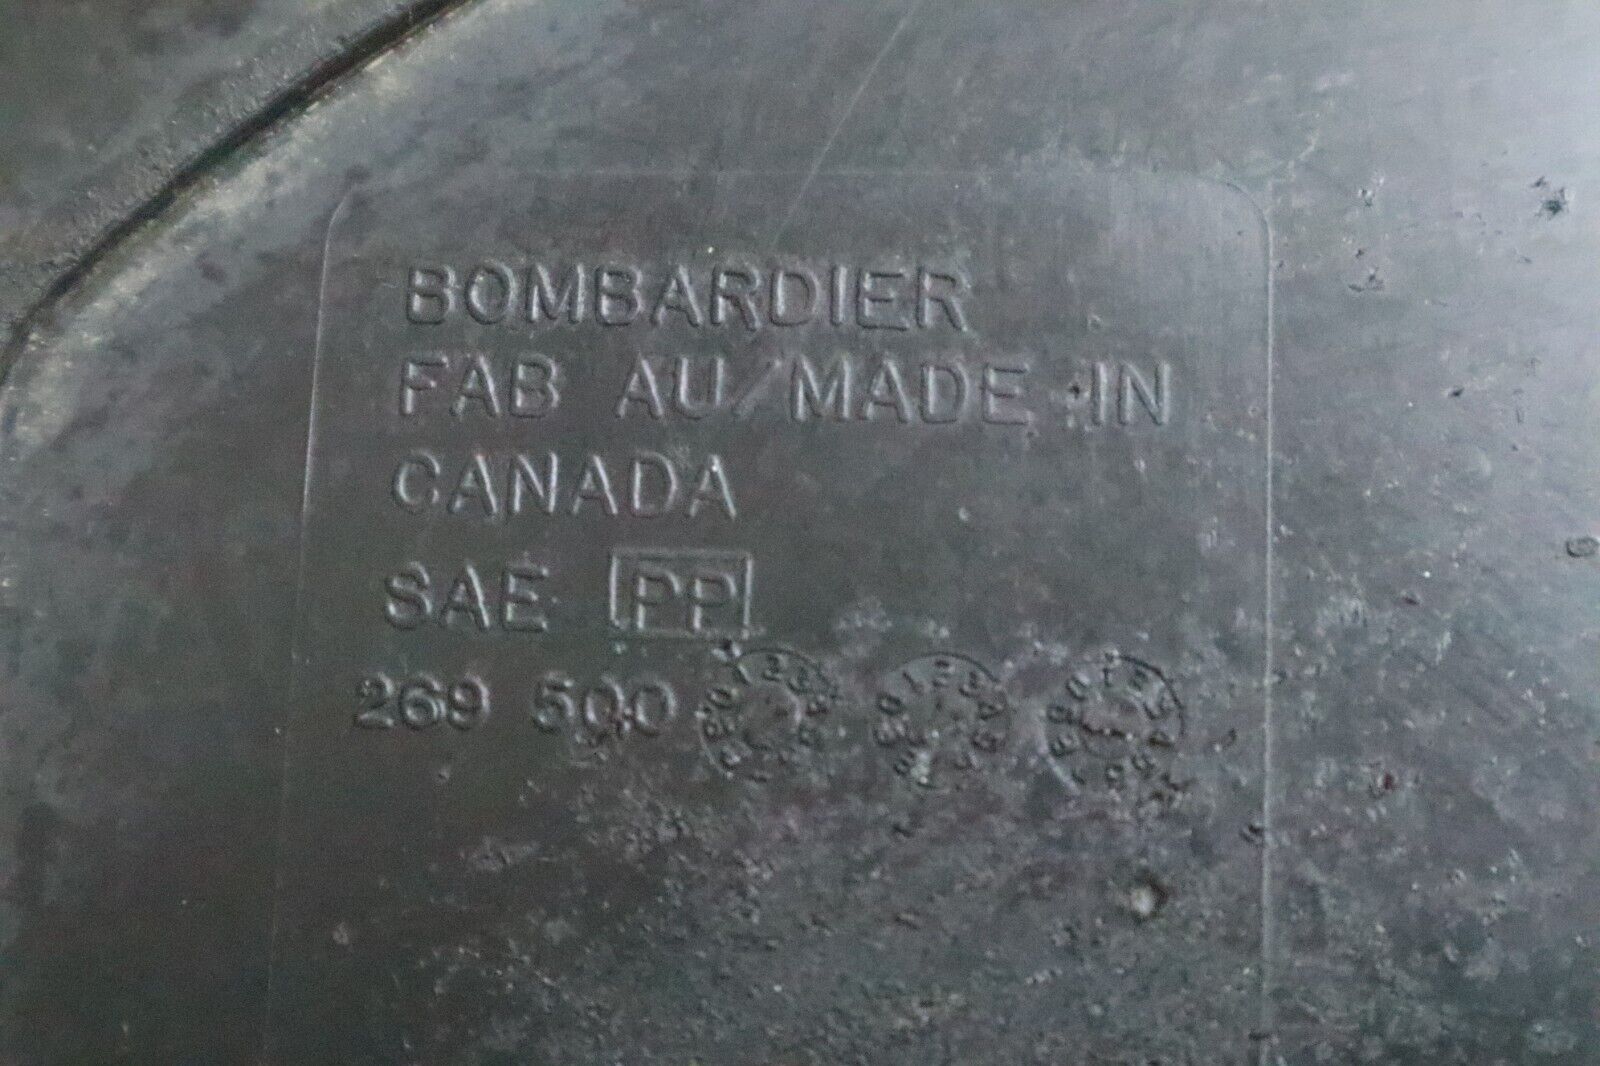 BOMBARDIER
FAB AU/MADE IN
CANADA
SAE PP
269 500